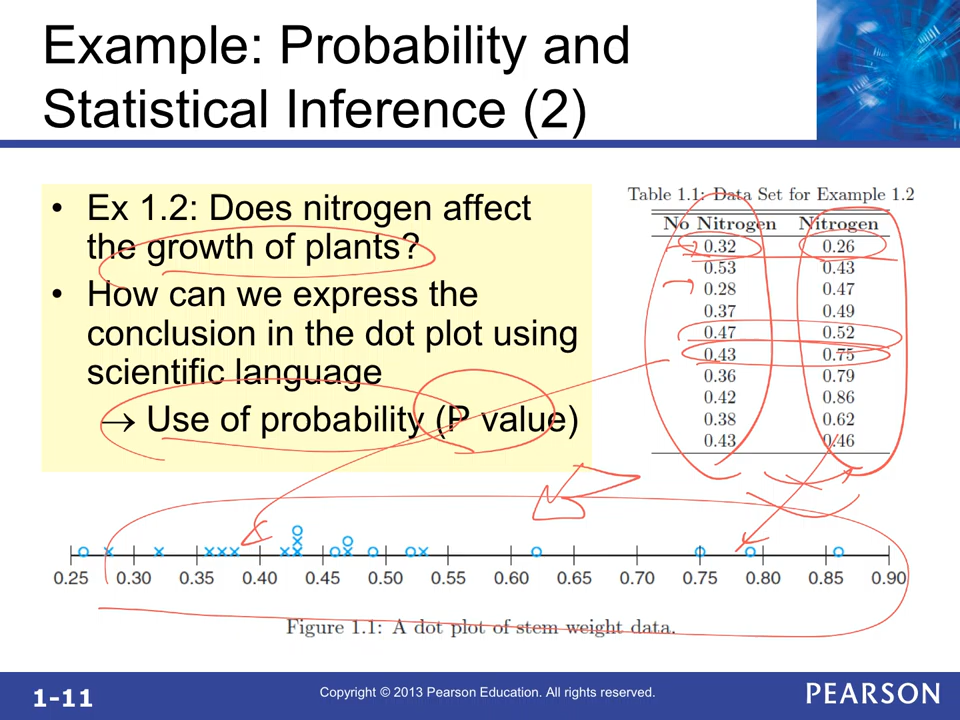 Example: Probability and
Statistical Inference (2)
• Ex 1.2: Does nitrogen affect
the growth of plants?
• How can we express the
conclusion in the dot plot using
scientific language
→ Use of probability (P value)
Table 1.1: Data Set for Example 1.2
No Nitrogen Nitrogen
0.32 0.26
0.53 0.43
0.28 0.47
0.37 0.49
0.47 0.52
0.43 0.75
0.36 0.79
0.42 0.86
0.38 0.62
0.43 0.46
0.25 0.30 0.35 0.40 0.45 0.50 0.55 0.60 0.65 0.70 0.75 0.80 0.85 0.90
Figure 1.1: A dot plot of stem weight data.
1-11
Copyright © 2013 Pearson Education. All rights reserved.
PEARSON